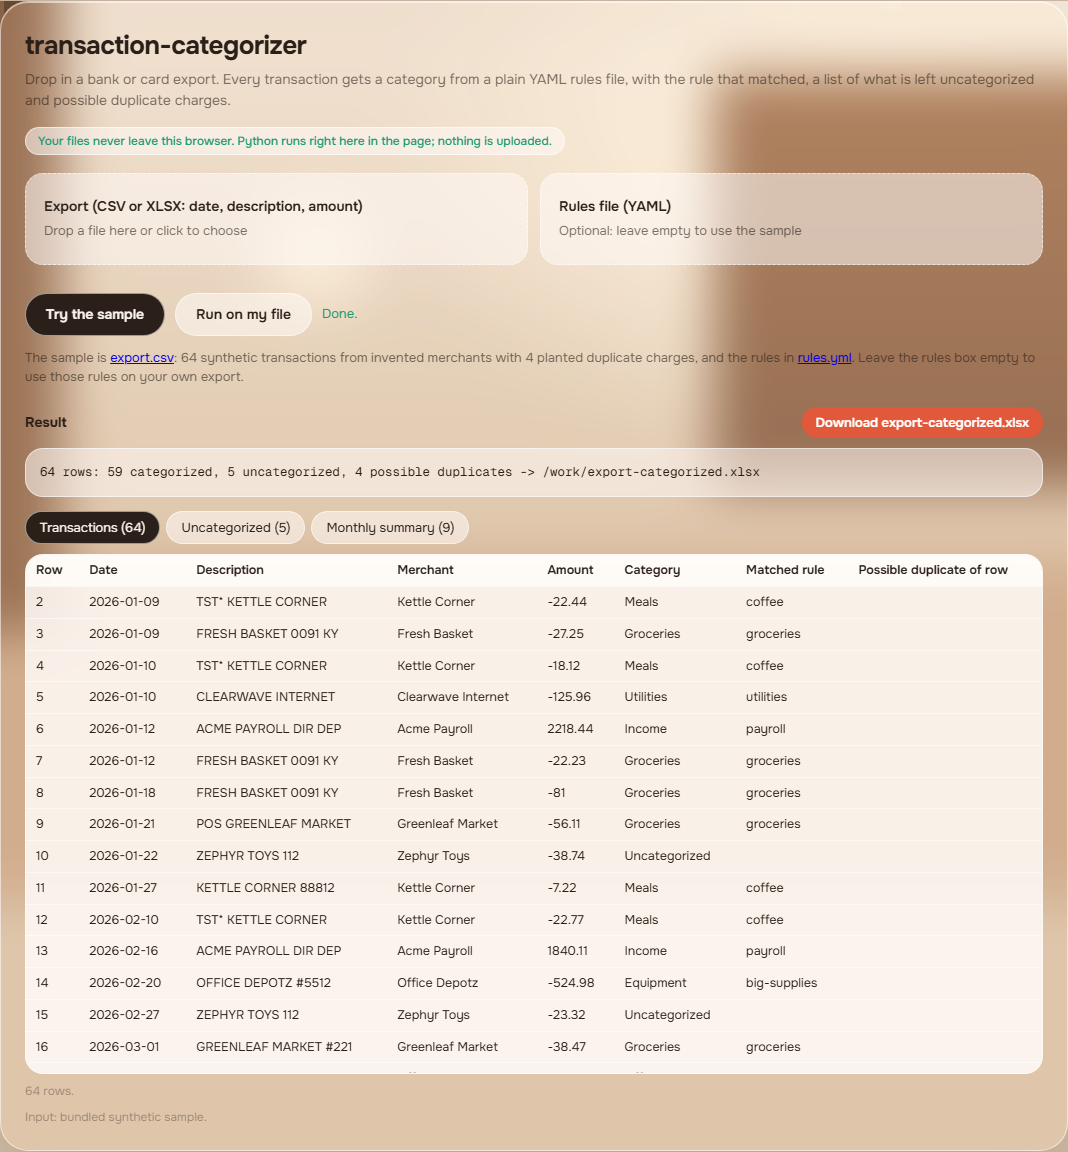 transaction-categorizer
Drop in a bank or card export. Every transaction gets a category from a plain YAML rules file, with the rule that matched, a list of what is left uncategorized
and possible duplicate charges.
Your files never leave this browser. Python runs right here in the page; nothing is uploaded.
Export (CSV or XLSX: date, description, amount)
Drop a file here or click to choose
Rules file (YAML)
Optional: leave empty to use the sample
Try the sample Run on my file Done.
The sample is export.csv: 64 synthetic transactions from invented merchants with 4 planted duplicate charges, and the rules in rules.yml. Leave the rules box empty to
use those rules on your own export.
Result Download export-categorized.xlsx
64 rows: 59 categorized, 5 uncategorized, 4 possible duplicates -> /work/export-categorized.xlsx
Transactions (64) Uncategorized (5) Monthly summary (9)
Row Date Description Merchant Amount Category Matched rule Possible duplicate of row
2 2026-01-09 TST* KETTLE CORNER Kettle Corner -22.44 Meals coffee
3 2026-01-09 FRESH BASKET 0091 KY Fresh Basket -27.25 Groceries groceries
4 2026-01-10 TST* KETTLE CORNER Kettle Corner -18.12 Meals coffee
5 2026-01-10 CLEARWAVE INTERNET Clearwave Internet -125.96 Utilities utilities
6 2026-01-12 ACME PAYROLL DIR DEP Acme Payroll 2218.44 Income payroll
7 2026-01-12 FRESH BASKET 0091 KY Fresh Basket -22.23 Groceries groceries
8 2026-01-18 FRESH BASKET 0091 KY Fresh Basket -81 Groceries groceries
9 2026-01-21 POS GREENLEAF MARKET Greenleaf Market -56.11 Groceries groceries
10 2026-01-22 ZEPHYR TOYS 112 Zephyr Toys -38.74 Uncategorized
11 2026-01-27 KETTLE CORNER 88812 Kettle Corner -7.22 Meals coffee
12 2026-02-10 TST* KETTLE CORNER Kettle Corner -22.77 Meals coffee
13 2026-02-16 ACME PAYROLL DIR DEP Acme Payroll 1840.11 Income payroll
14 2026-02-20 OFFICE DEPOTZ #5512 Office Depotz -524.98 Equipment big-supplies
15 2026-02-27 ZEPHYR TOYS 112 Zephyr Toys -23.32 Uncategorized
16 2026-03-01 GREENLEAF MARKET #221 Greenleaf Market -38.47 Groceries groceries
64 rows.
Input: bundled synthetic sample.